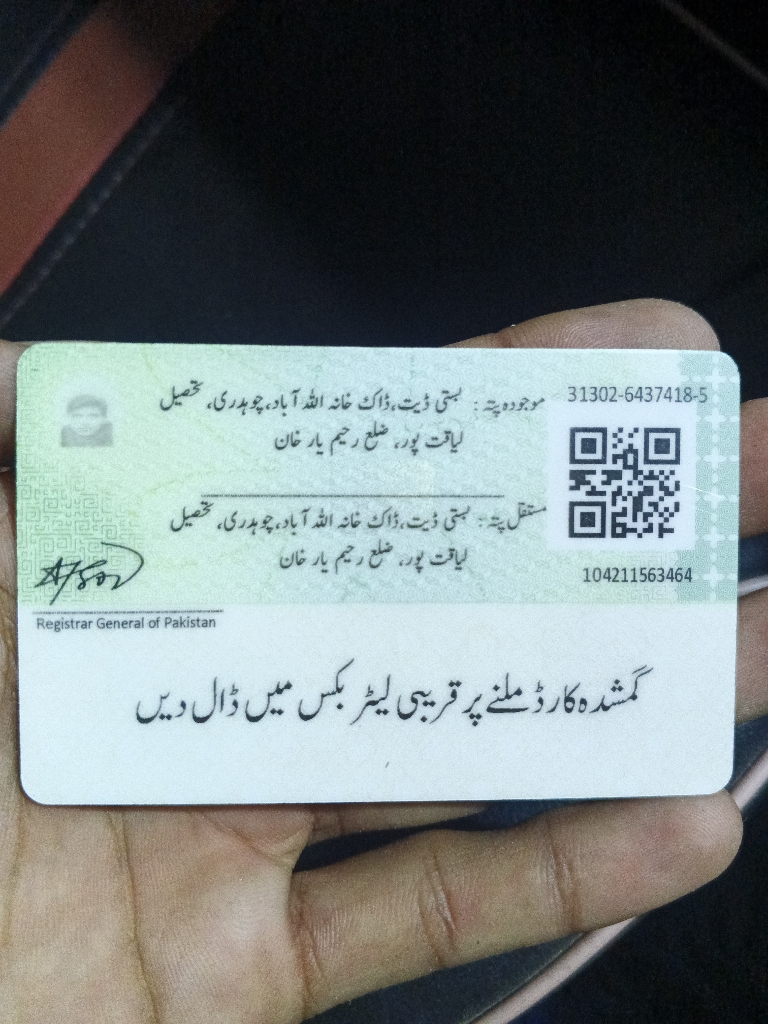 31302-6437418-5
موجودہ پتہ : بستی ڈیت، ڈاک خانہ اللہ آباد، چوہدری، تحصیل
لیاقت پور، ضلع رحیم یار خان
مستقل پتہ : بستی ڈیت، ڈاک خانہ اللہ آباد، چوہدری، تحصیل
لیاقت پور، ضلع رحیم یار خان
104211563464
Registrar General of Pakistan
گمشدہ کارڈ ملنے پر قریبی لیٹر بکس میں ڈال دیں